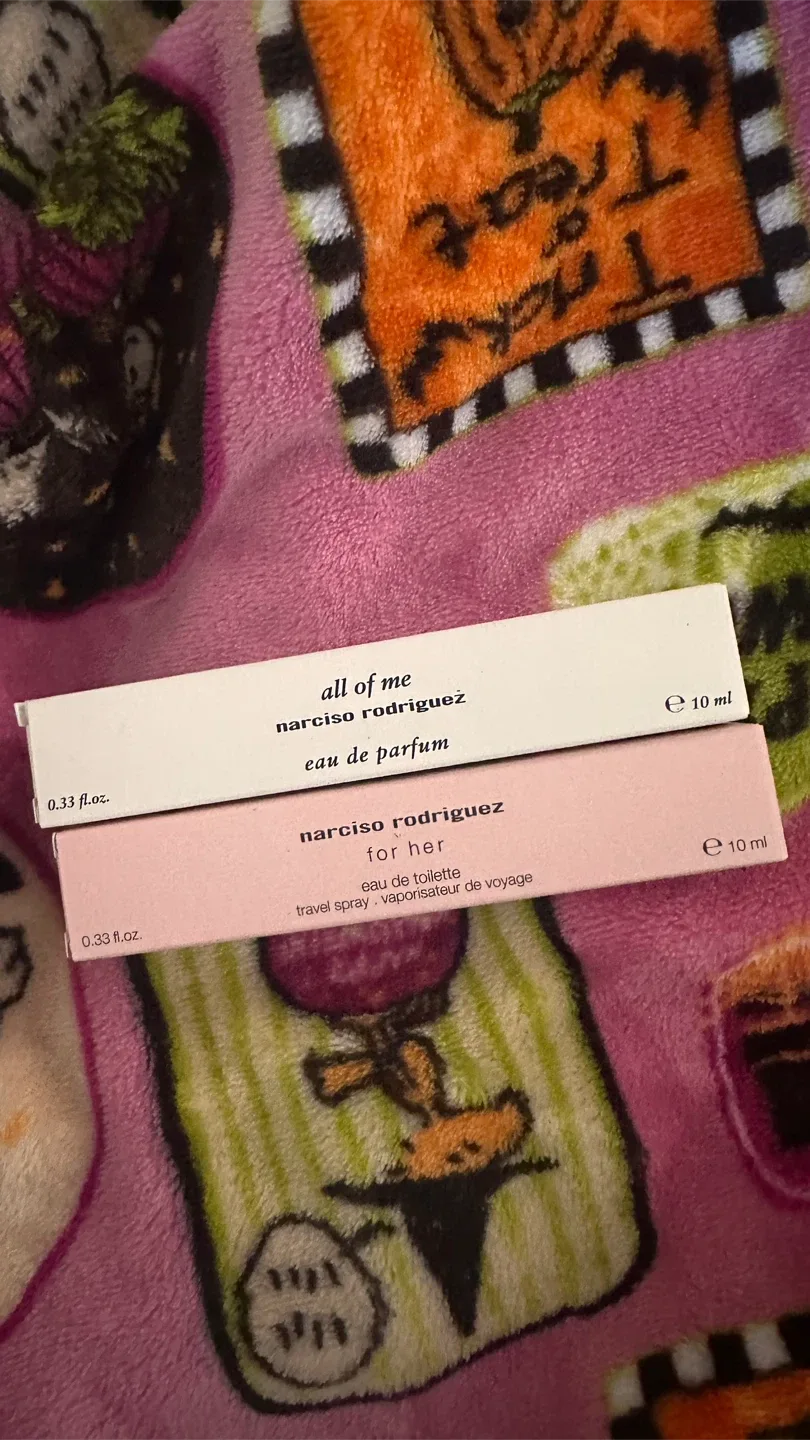 Tricky
or
Treat
all of me
narciso rodriguez
eau de parfum
0.33 fl.oz.
e 10 ml
narciso rodriguez
for her
eau de toilette
travel spray . vaporisateur de voyage
0.33 fl.oz.
e 10 ml